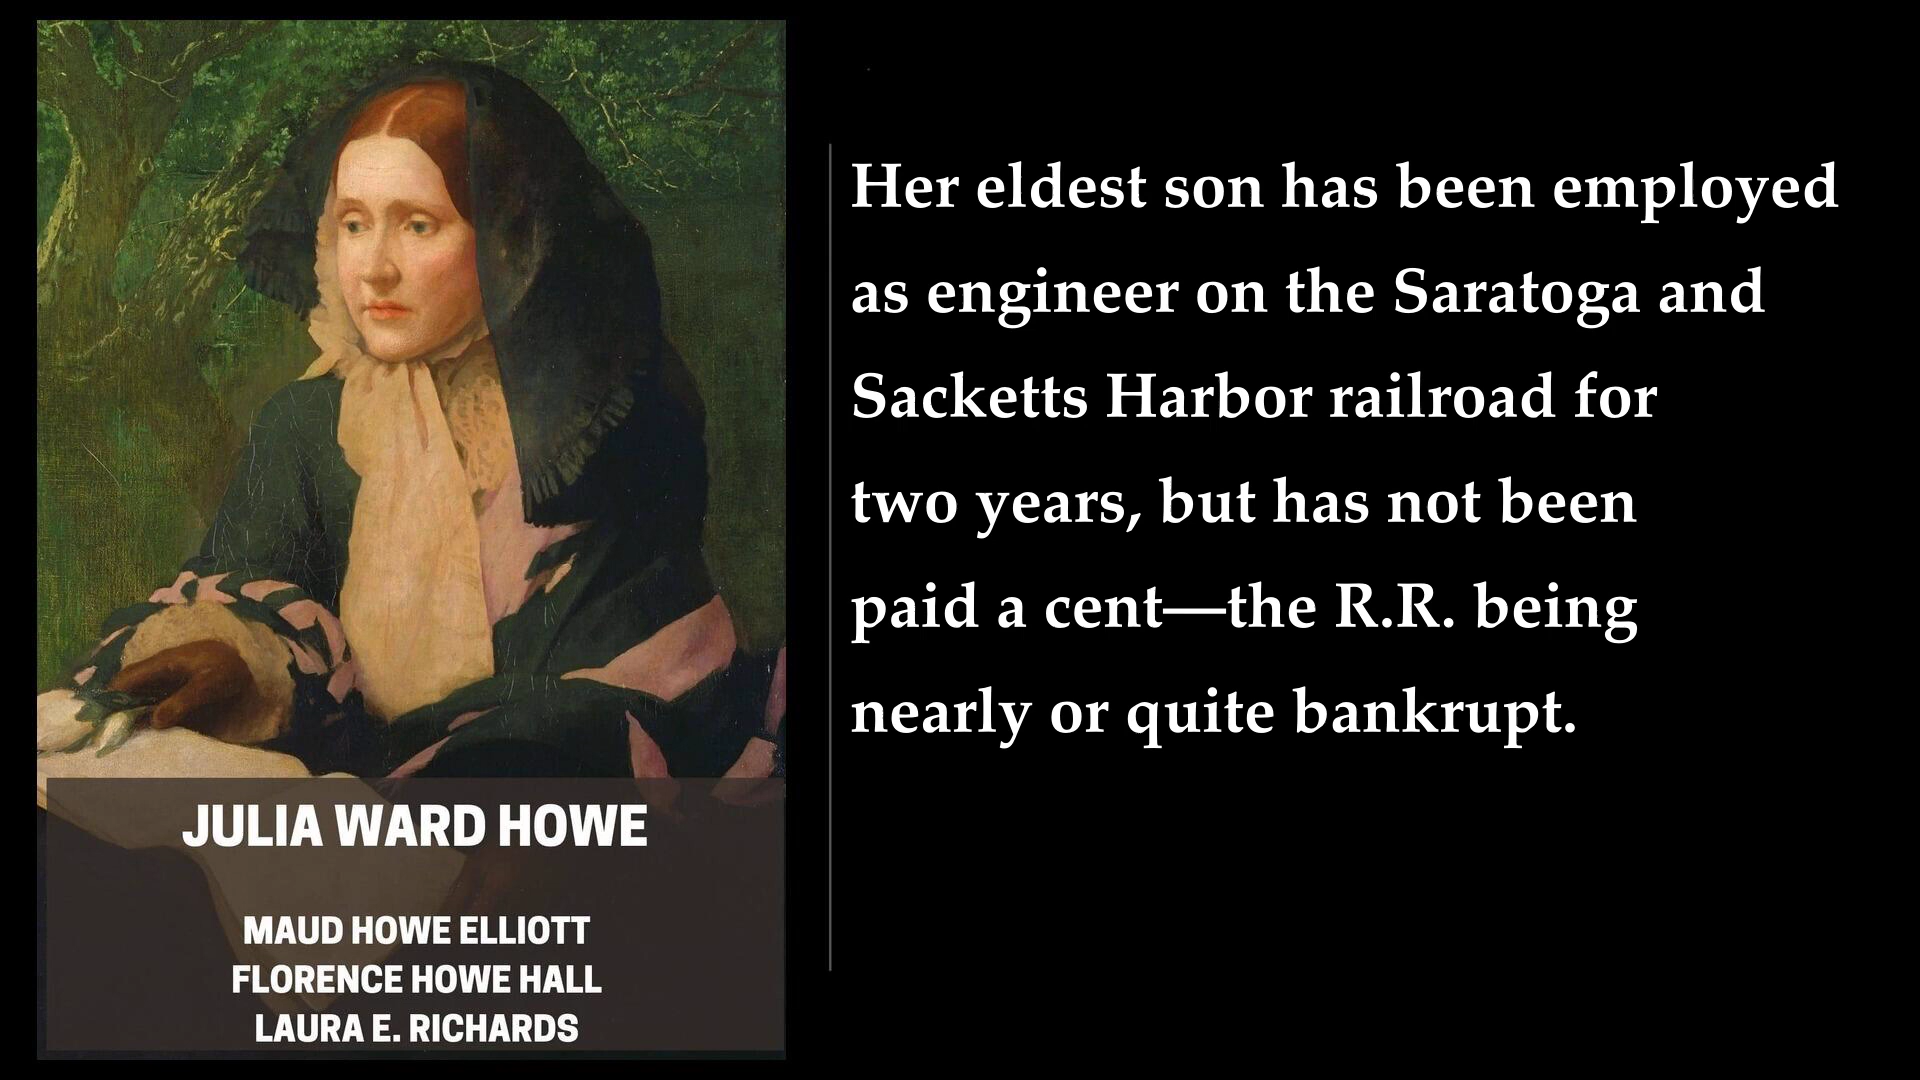 Her eldest son has been employed
as engineer on the Saratoga and
Sacketts Harbor railroad for
two years, but has not been
paid a cent—the R.R. being
nearly or quite bankrupt.
JULIA WARD HOWE
MAUD HOWE ELLIOTT
FLORENCE HOWE HALL
LAURA E. RICHARDS